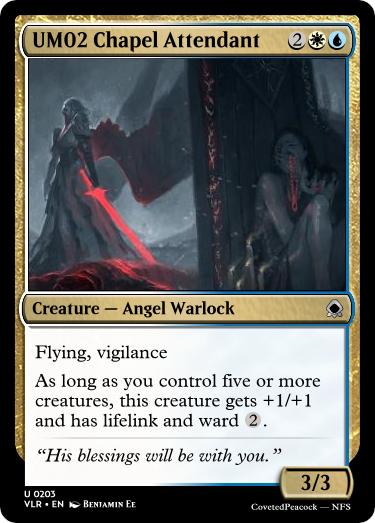 UM02 Chapel Attendant 2
Creature — Angel Warlock
Flying, vigilance
As long as you control five or more
creatures, this creature gets +1/+1
and has lifelink and ward 2.
“His blessings will be with you.”
3/3
U 0203
VLR • EN Benjamin Ee
CovetedPeacock — NFS